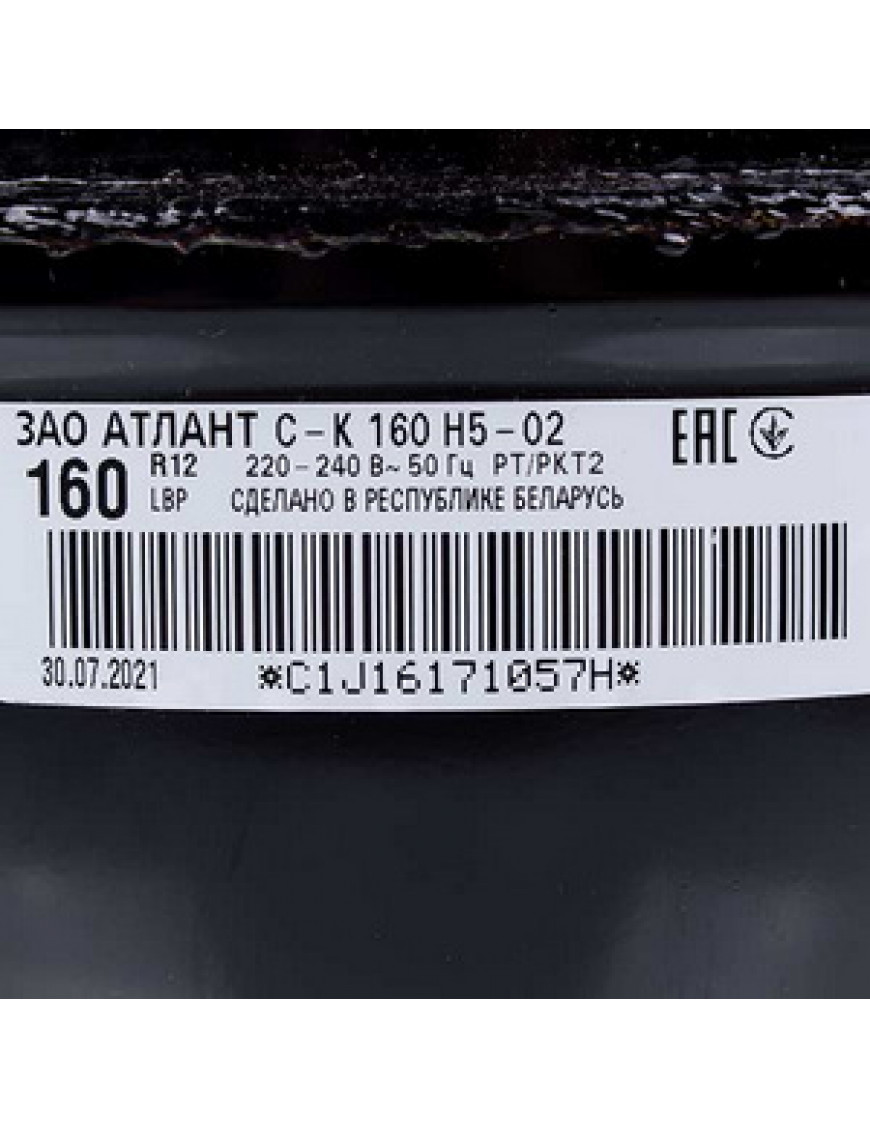 ЗАО АТЛАНТ С-К 160 Н5-02 EAC
160 R12 220-240 В~ 50 Гц РТ/РКТ2
LBP СДЕЛАНО В РЕСПУБЛИКЕ БЕЛАРУСЬ
30.07.2021 *C1J16171057H*